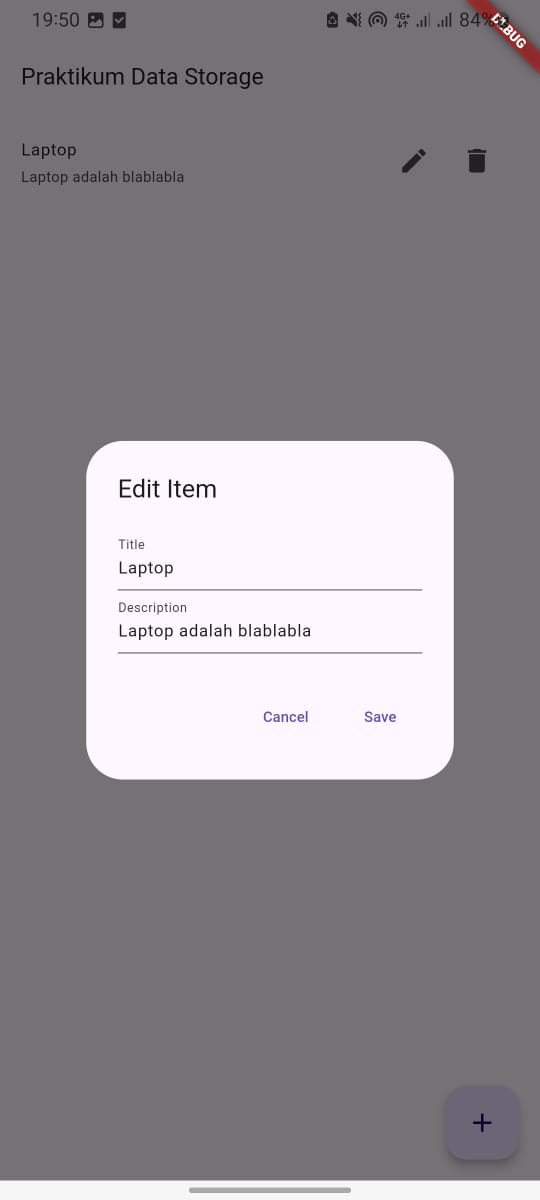 19:50
4G+
84%
DEBUG
Praktikum Data Storage
Laptop
Laptop adalah blablabla
Edit Item
Title
Laptop
Description
Laptop adalah blablabla
Cancel
Save